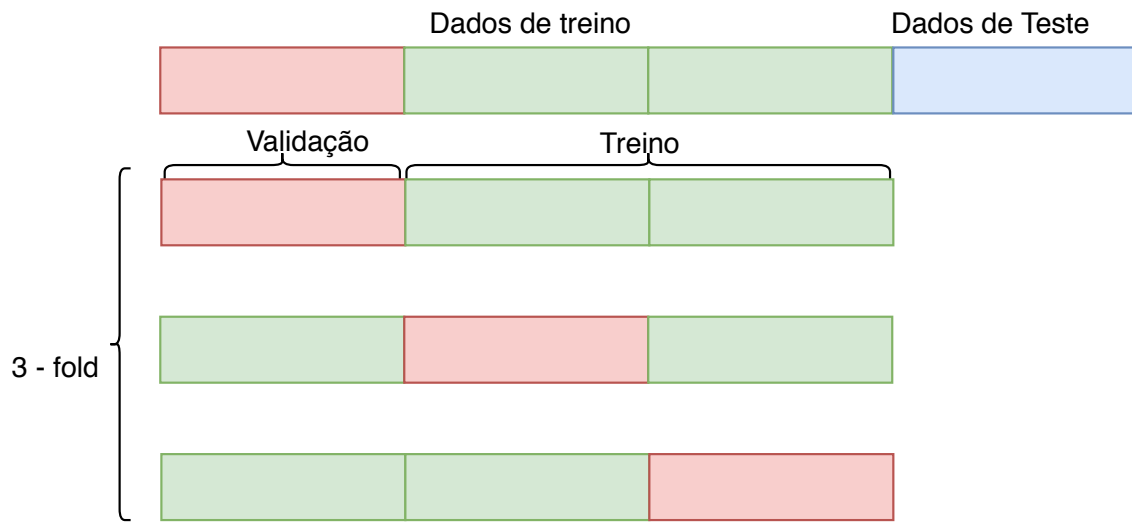 Dados de treino
Dados de Teste
Validação
Treino
3 - fold